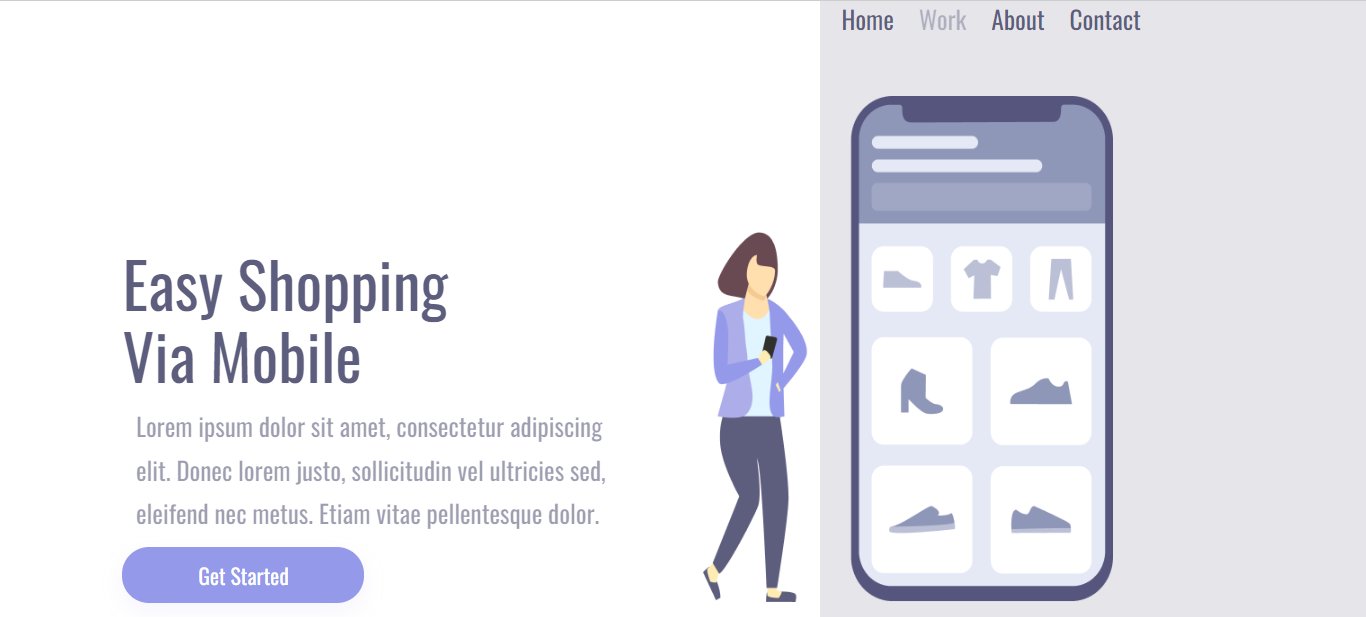 Home Work About Contact
Easy Shopping
Via Mobile
Lorem ipsum dolor sit amet, consectetur adipiscing
elit. Donec lorem justo, sollicitudin vel ultricies sed,
eleifend nec metus. Etiam vitae pellentesque dolor.
Get Started